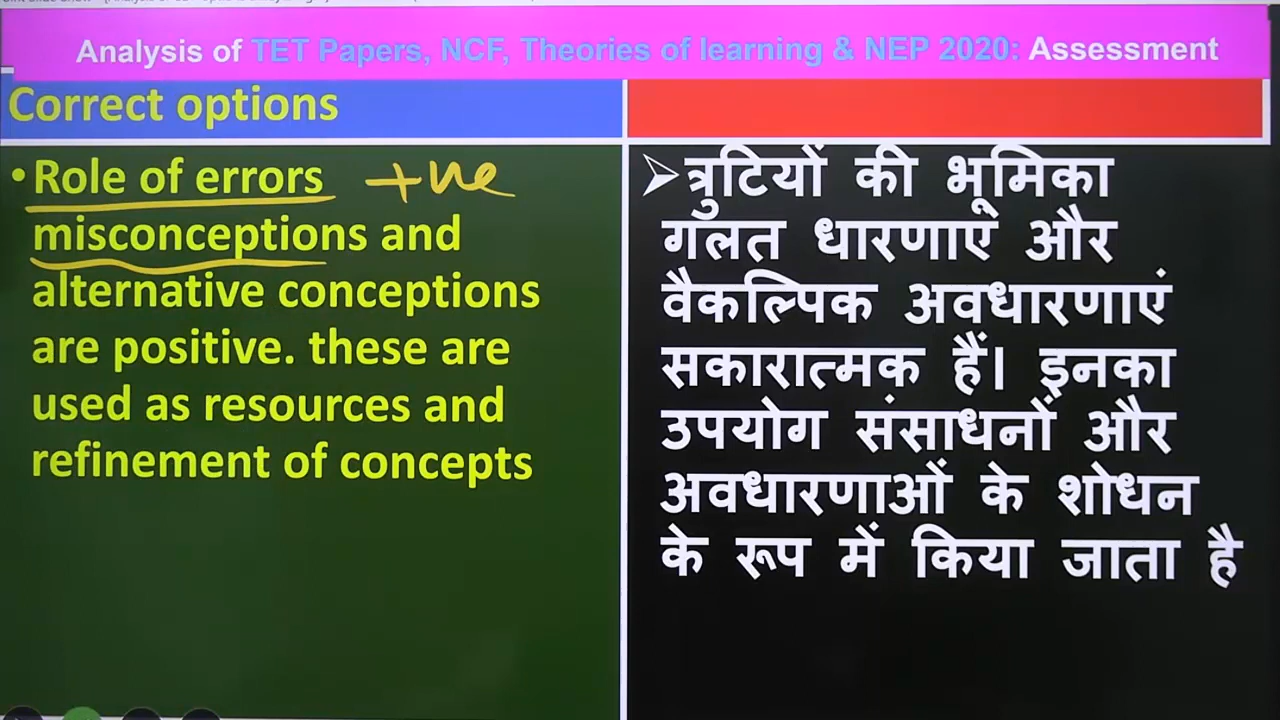 Analysis of TET Papers, NCF, Theories of learning & NEP 2020: Assessment
Correct options
•Role of errors +ve
misconceptions and
alternative conceptions
are positive. these are
used as resources and
refinement of concepts
➢त्रुटियों की भूमिका
गलत धारणाएं और
वैकल्पिक अवधारणाएं
सकारात्मक हैं। इनका
उपयोग संसाधनों और
अवधारणाओं के शोधन
के रूप में किया जाता है